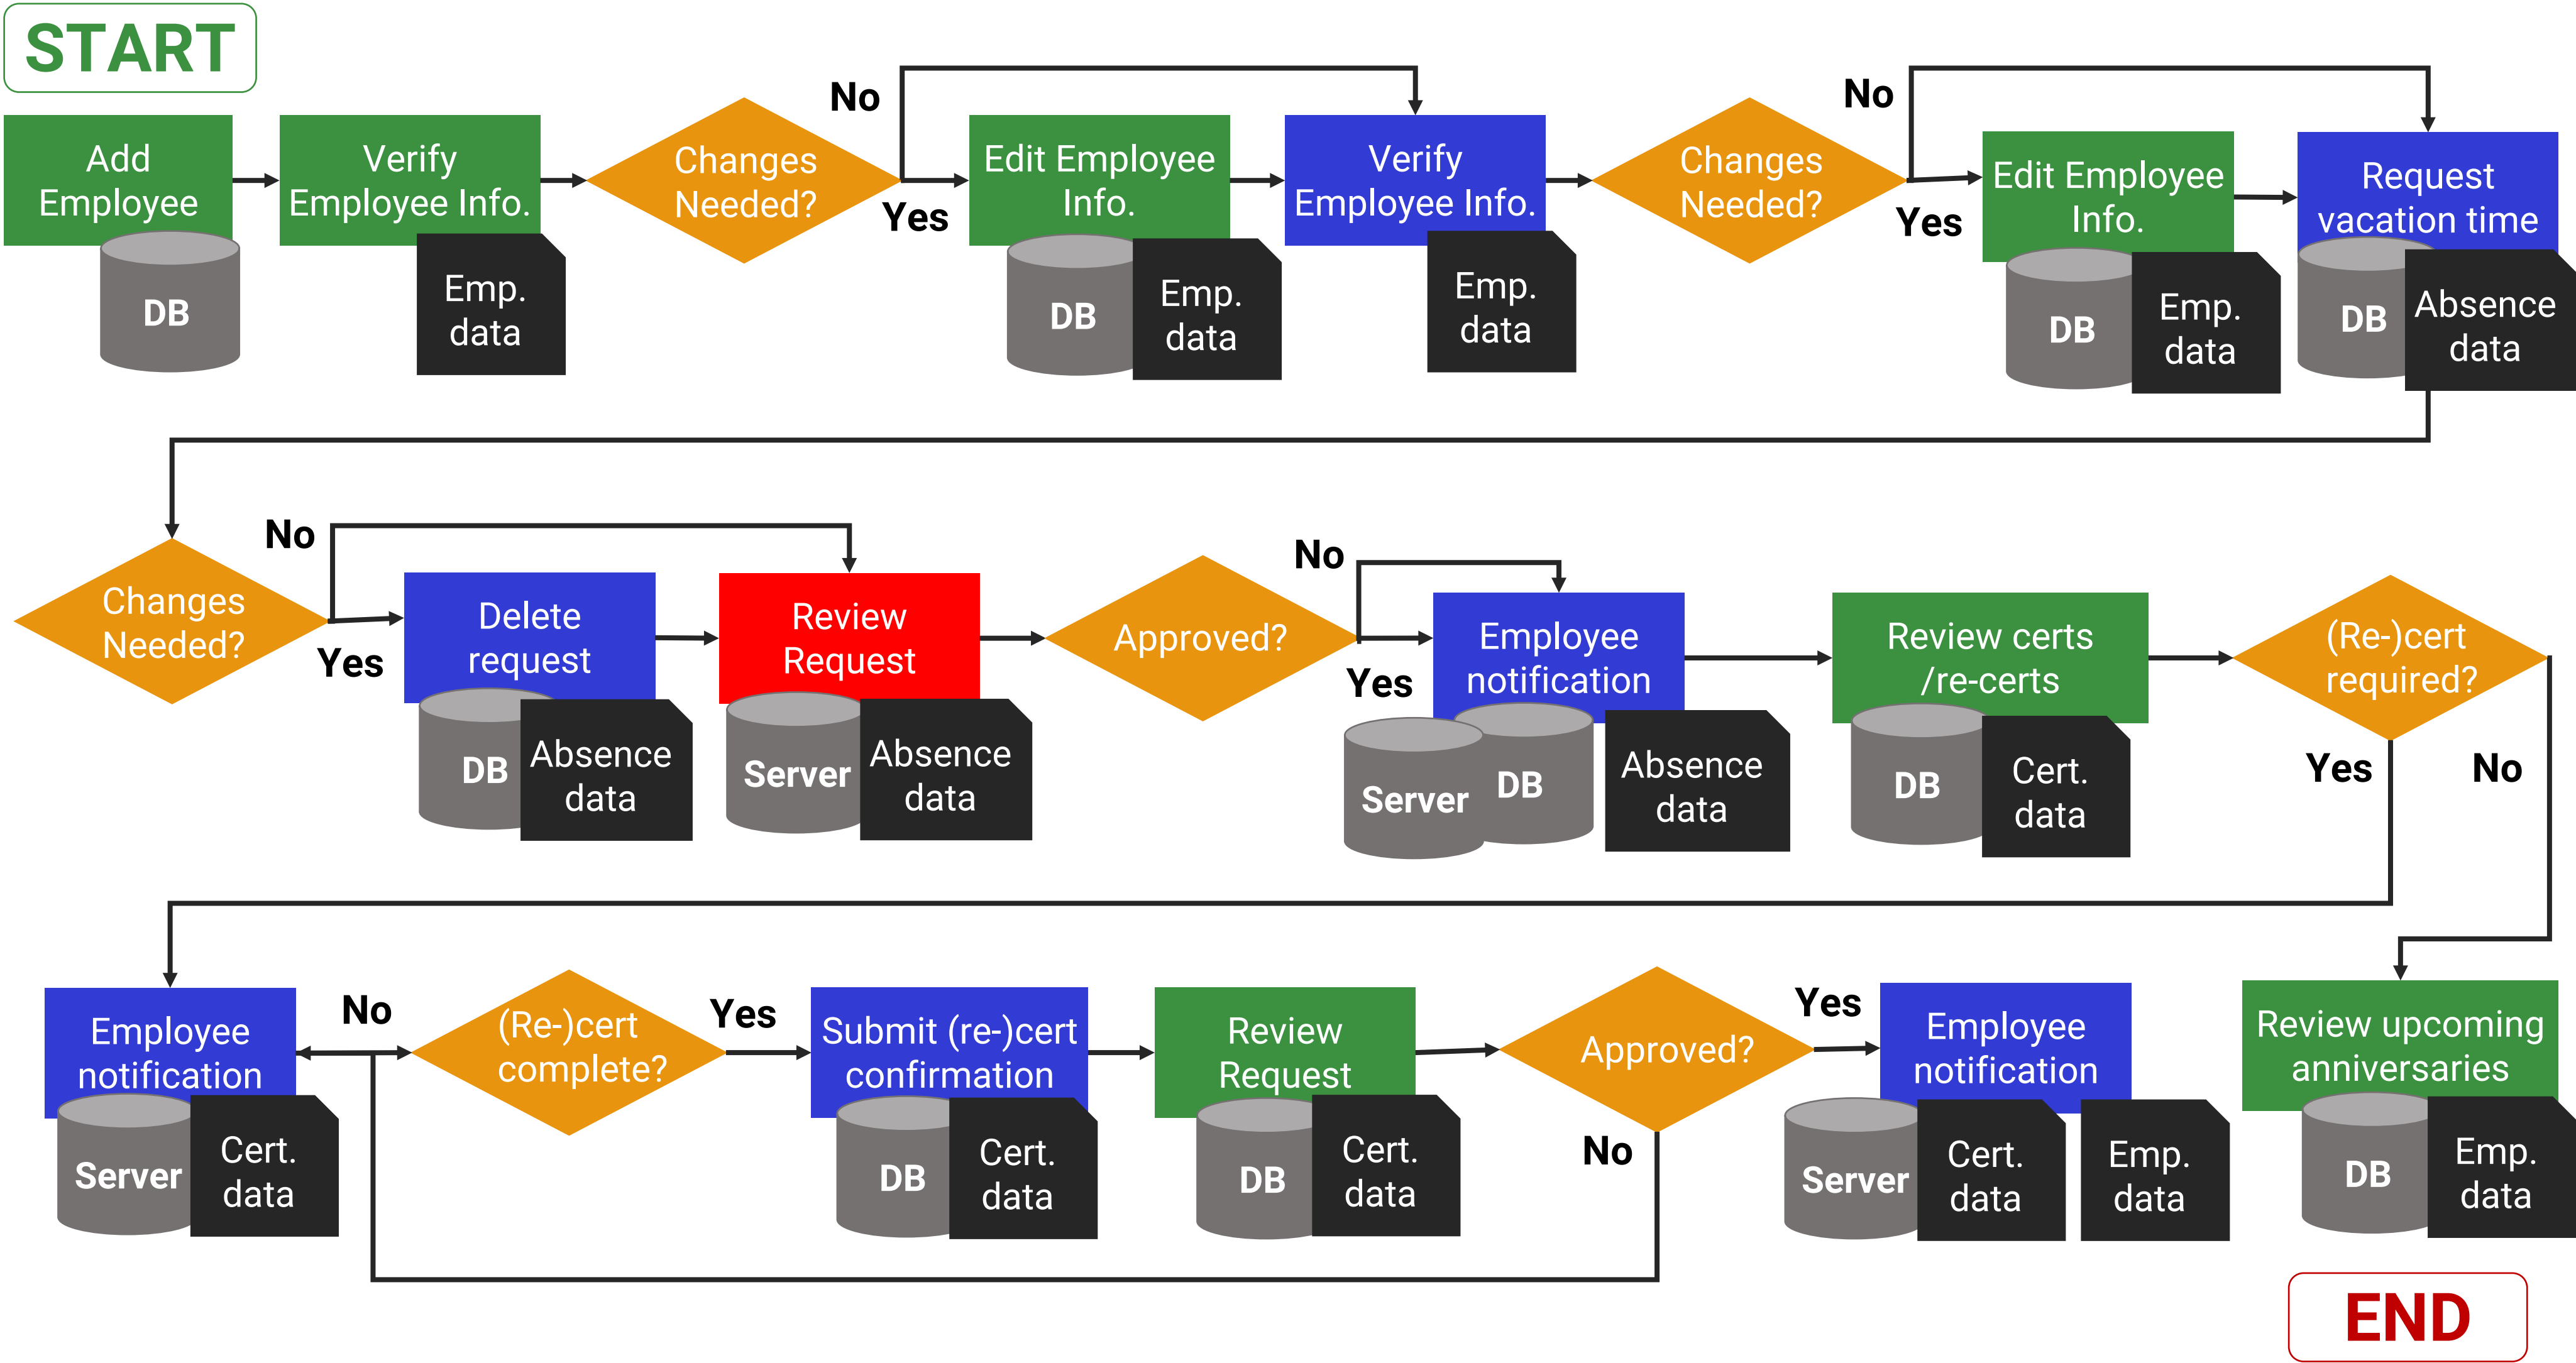 START
No
No
Add
Employee
Verify
Employee Info.
Changes
Needed?
Edit Employee
Info.
Verify
Employee Info.
Changes
Needed?
Edit Employee
Info.
Request
vacation time
Yes
Yes
DB
Emp.
data
DB
Emp.
data
Emp.
data
DB
Emp.
data
DB
Absence
data
No
No
Changes
Needed?
Delete
request
Review
Request
Approved?
Employee
notification
Review certs
/re-certs
(Re-)cert
required?
Yes
Yes
DB
Absence
data
Server
Absence
data
Server
DB
Absence
data
DB
Cert.
data
Yes
No
Employee
notification
No
(Re-)cert
complete?
Yes
Submit (re-)cert
confirmation
Review
Request
Approved?
Yes
Employee
notification
Review upcoming
anniversaries
Server
Cert.
data
DB
Cert.
data
DB
Cert.
data
No
Server
Cert.
data
Emp.
data
DB
Emp.
data
END